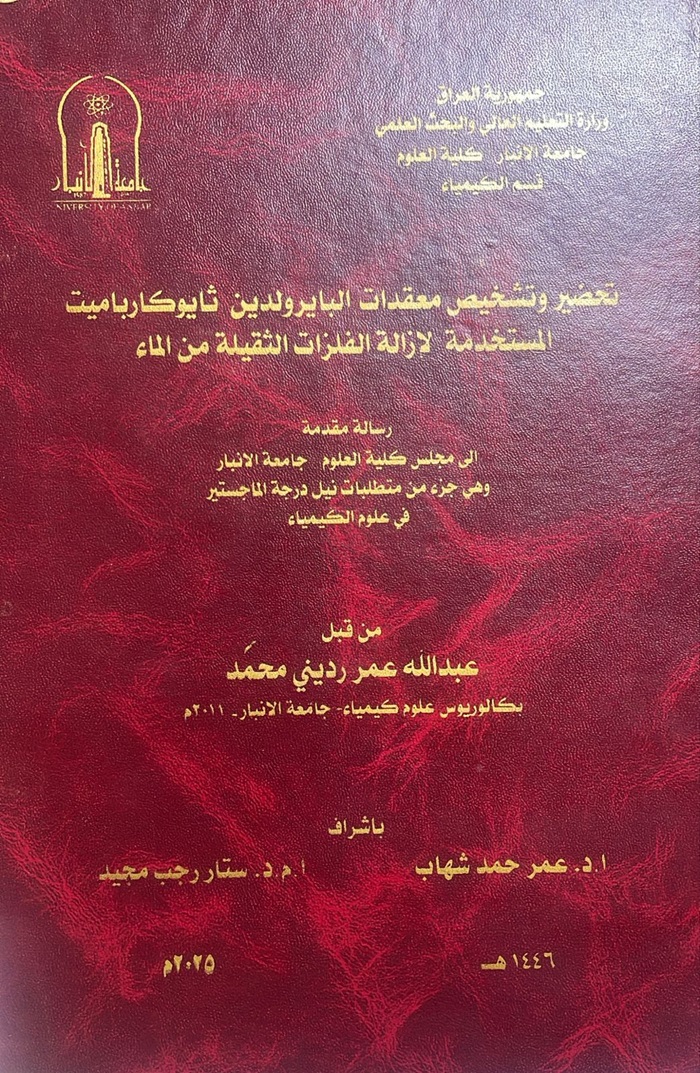 جمهورية العراق
وزارة التعليم العالي والبحث العلمي
جامعة الانبار كلية العلوم
قسم الكيمياء
جامعة الانبار
UNIVERSITY OF ANBAR
تحضير وتشخيص معقدات البايرولدين ثايوكارباميت
المستخدمة لازالة الفلزات الثقيلة من الماء
رسالة مقدمة
الى مجلس كلية العلوم جامعة الانبار
وهي جزء من متطلبات نيل درجة الماجستير
في علوم الكيمياء
من قبل
عبدالله عمر رديني محمد
بكالوريوس علوم كيمياء- جامعة الانبار- ٢٠١١م
باشراف
ا.د. عمر حمد شهاب
ا.م.د. ستار رجب مجيد
١٤٤٦ هـ
٢٠٢٥م